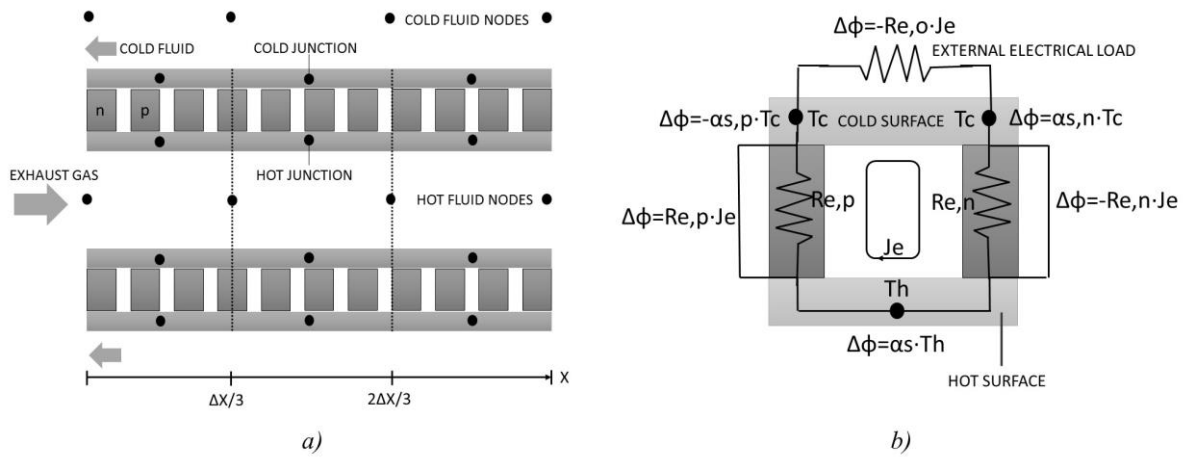 COLD FLUID NODES
COLD FLUID
COLD JUNCTION
n
p
EXHAUST GAS
HOT JUNCTION
HOT FLUID NODES
X
ΔX/3
2ΔX/3
a)
Δϕ=-Re,o·Je
EXTERNAL ELECTRICAL LOAD
Δϕ=-αs,p·Tc
Tc
COLD SURFACE
Tc
Δϕ=αs,n·Tc
Δϕ=Re,p·Je
Re,p
Re,n
Δϕ=-Re,n·Je
Je
Th
Δϕ=αs·Th
HOT SURFACE
b)